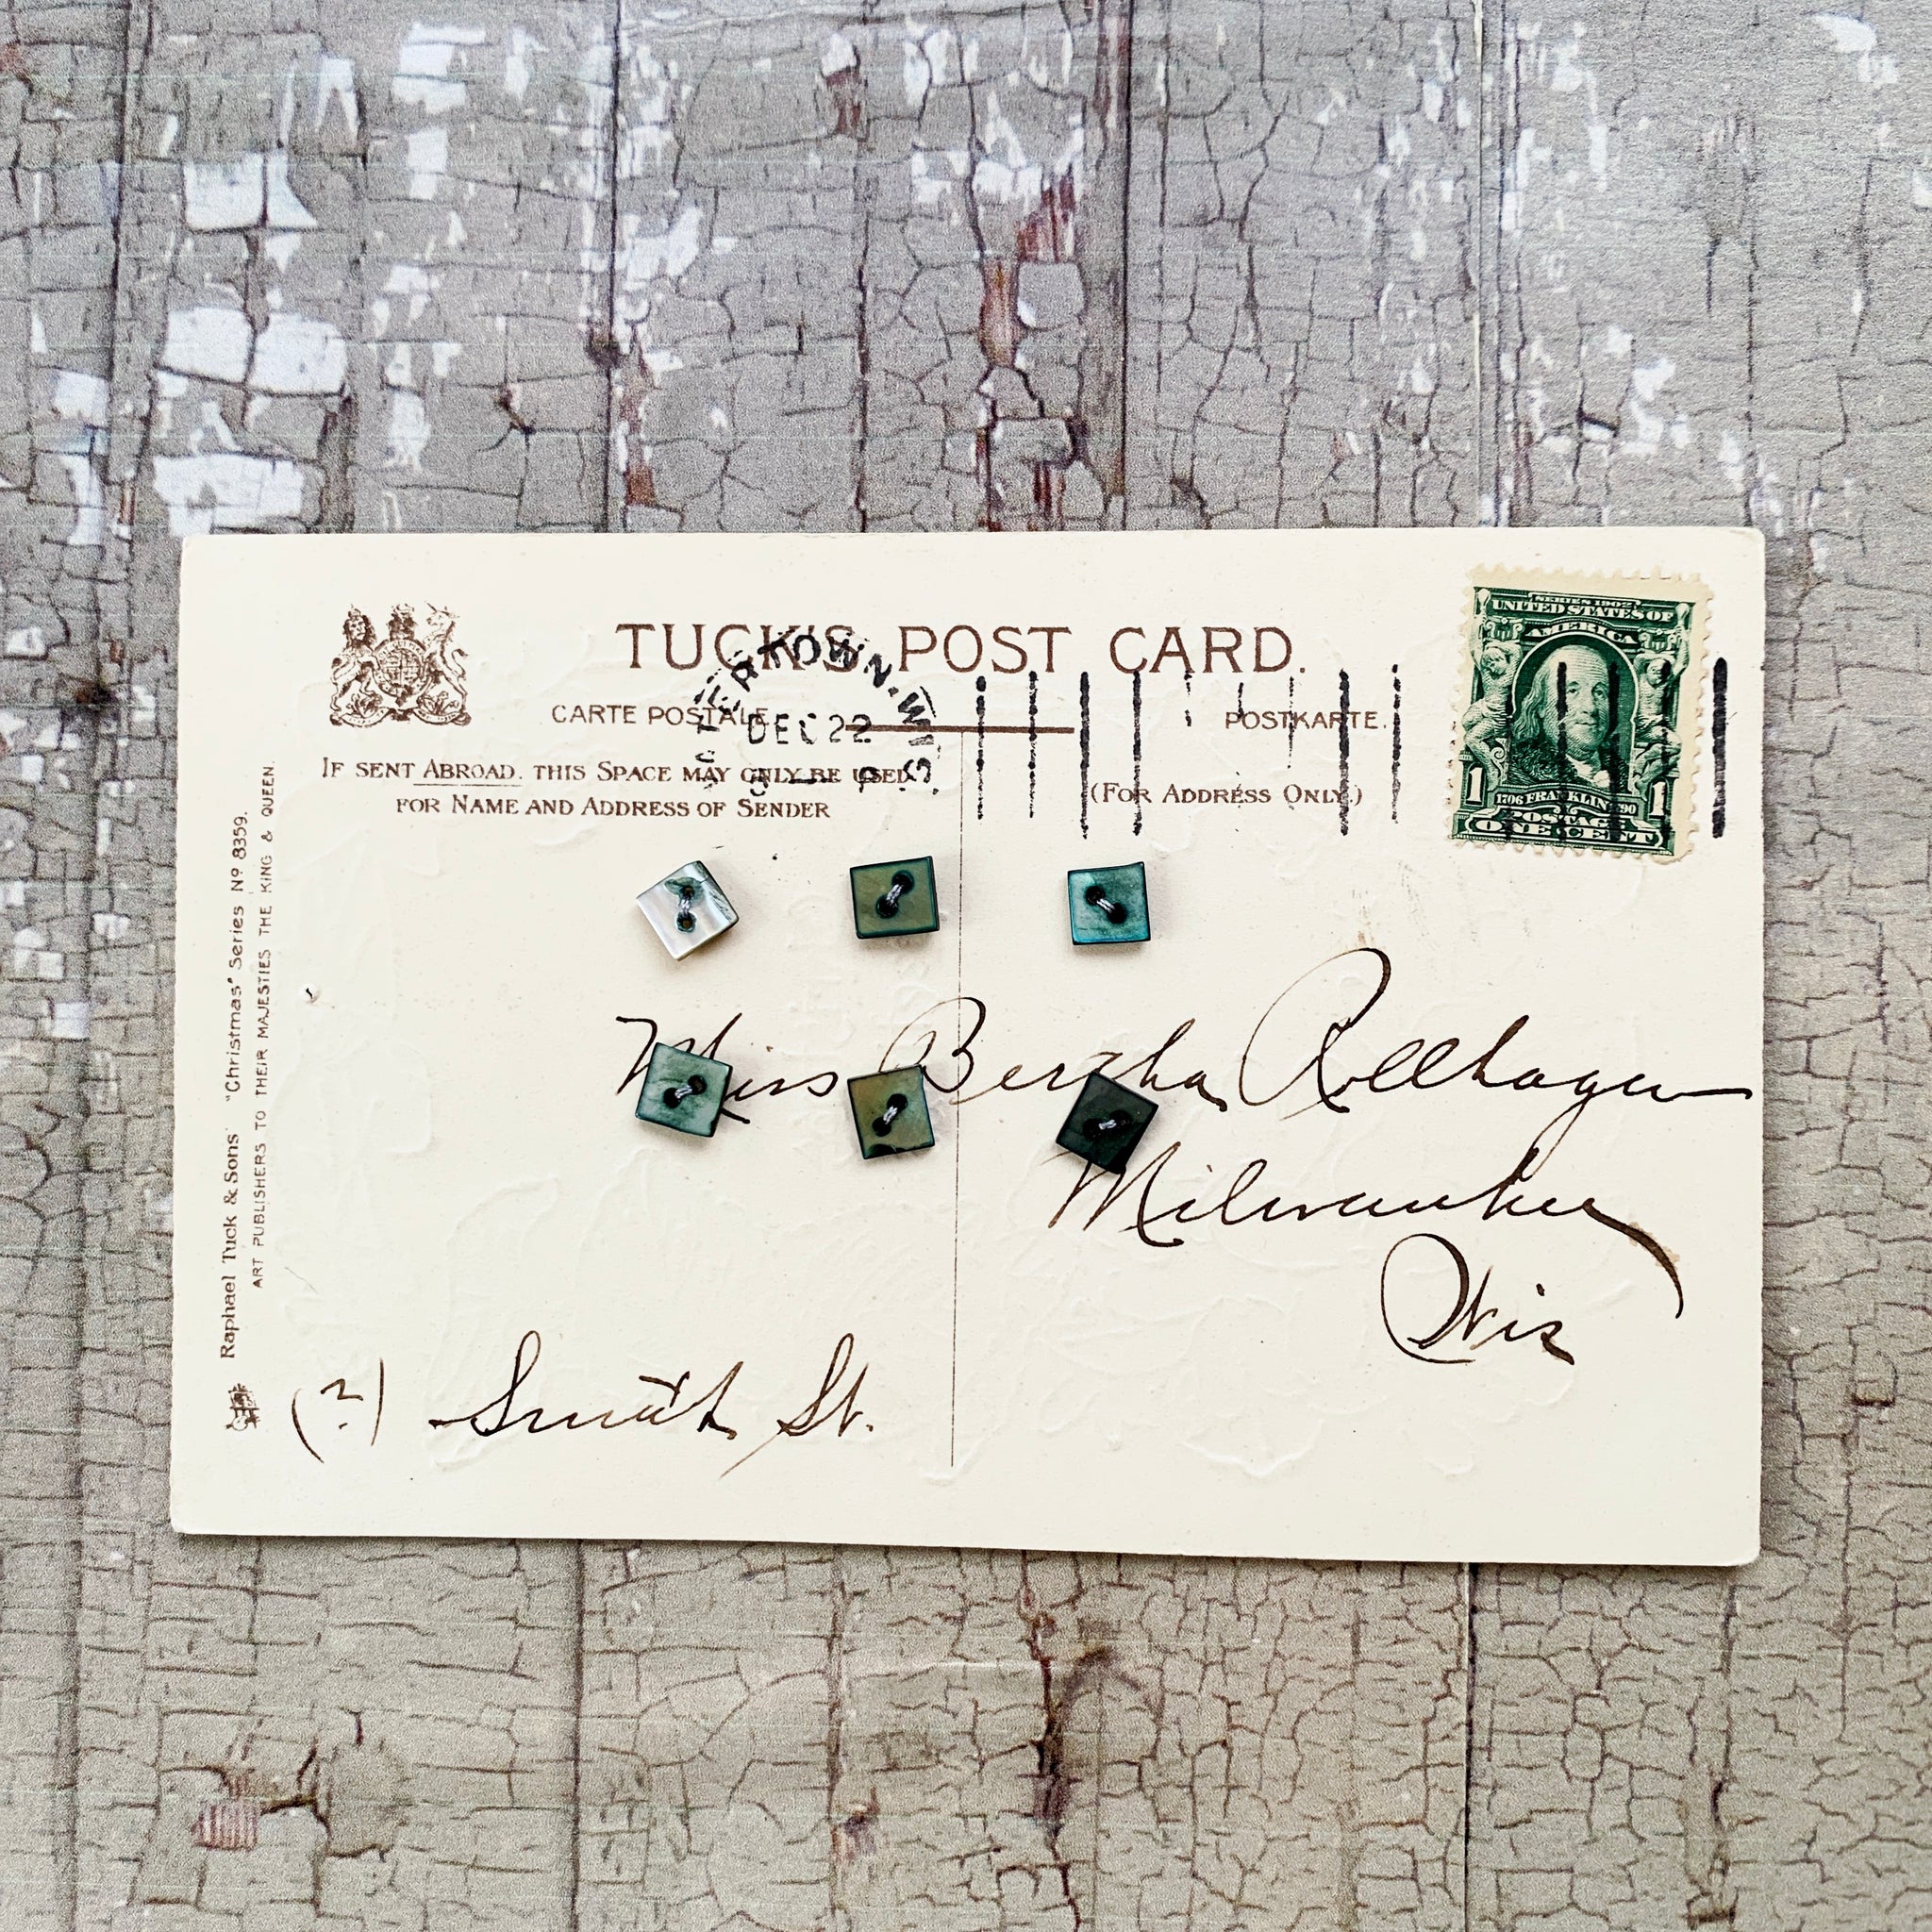 TUCK'S POST CARD.
CARTE POSTALE
POSTKARTE.
WATERTOWN. WIS.
DEC 22
IF SENT ABROAD. THIS SPACE MAY ONLY BE USED.
FOR NAME AND ADDRESS OF SENDER
(FOR ADDRESS ONLY.)
SERIES 1902
UNITED STATES OF
AMERICA
1706 FRANKLIN 1790
1 1
POSTAGE
ONE CENT
Raphael Tuck & Sons' "Christmas" Series Nº 8359.
ART PUBLISHERS TO THEIR MAJESTIES THE KING & QUEEN.
Miss Bertha Rellhagen
Milwaukee
Wis
(?) Smith St.